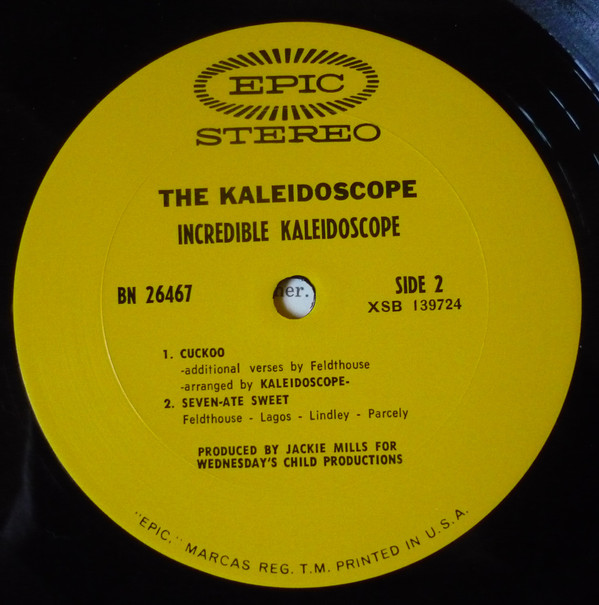 EPIC
STEREO
THE KALEIDOSCOPE
INCREDIBLE KALEIDOSCOPE
BN 26467
SIDE 2
XSB 139724
her.
1. CUCKOO
-additional verses by Feldthouse
-arranged by KALEIDOSCOPE-
2. SEVEN-ATE SWEET
Feldthouse - Lagos - Lindley - Parcely
PRODUCED BY JACKIE MILLS FOR
WEDNESDAY'S CHILD PRODUCTIONS
"EPIC," MARCAS REG. T.M. PRINTED IN U.S.A.